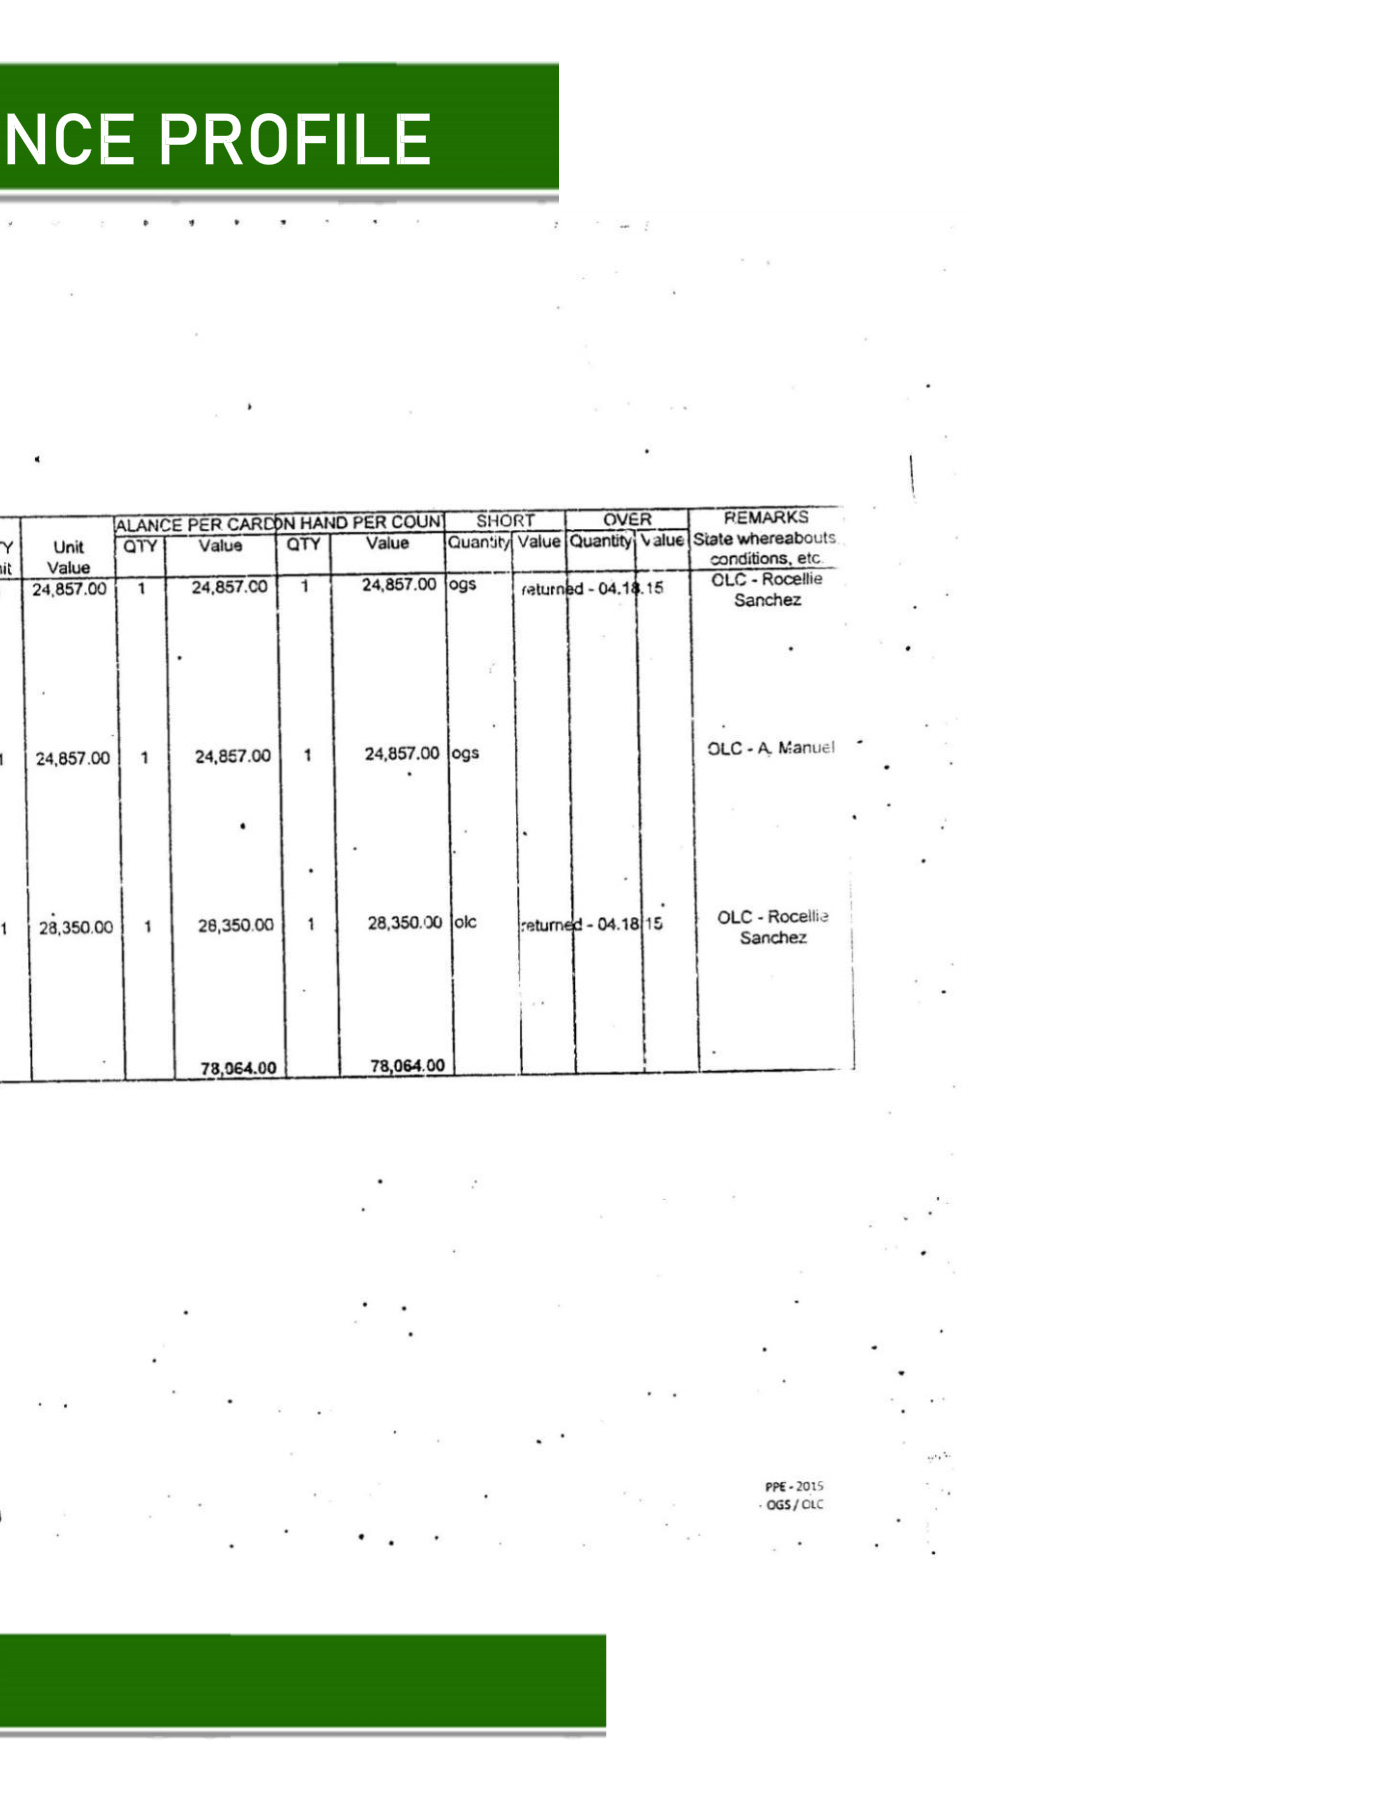 NCE PROFILE
ALANCE PER CARD ON HAND PER COUNT SHORT OVER REMARKS
Y Unit QTY Value QTY Value Quantity Value Quantity Value State whereabouts
nit Value conditions, etc.
24,857.00 1 24,857.00 1 24,857.00 ogs returned - 04.18.15 OLC - Rocellie
Sanchez
1 24,857.00 1 24,857.00 1 24,857.00 ogs OLC - A. Manuel
1 28,350.00 1 28,350.00 1 28,350.00 olc returned - 04.18.15 OLC - Rocellie
Sanchez
78,064.00 78,064.00
PPE - 2015
OGS / OLC